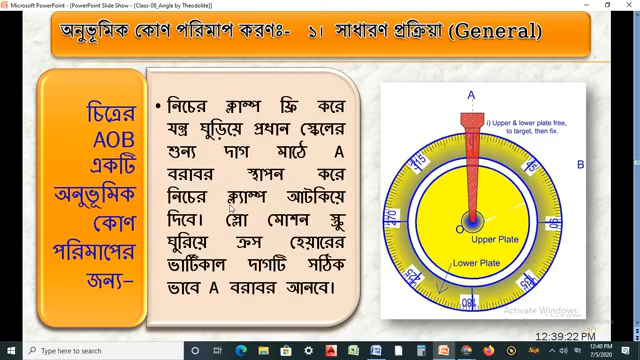 Microsoft PowerPoint - [PowerPoint Slide Show - [Class-08_Angle by Theodolite]
অনুভূমিক কোণ পরিমাপ করণঃ- ১। সাধারণ প্রক্রিয়া (General)
চিত্রের
AOB
একটি
অনুভূমিক
কোণ
পরিমাপের
জন্য-
• নিচের ক্লাম্প ফ্রি করে
যন্ত্র ঘুড়িয়ে প্রধান স্কেলের
শুন্য দাগ মাঠে A
বরাবর স্থাপন করে
নিচের ক্ল্যাম্প আটকিয়ে
দিবে। স্লো মোশন স্ক্রু
ঘুরিয়ে ক্রস হেয়ারের
ভার্টিকাল দাগটি সঠিক
ভাবে A বরাবর আনবে।
A
i) Upper & lower plate free,
to target, then fix.
B
315
45
270
O
Upper Plate
Lower Plate
225
180
Activate Windows
12:39:22 PM
Type here to search
12:40 PM
7/5/2020